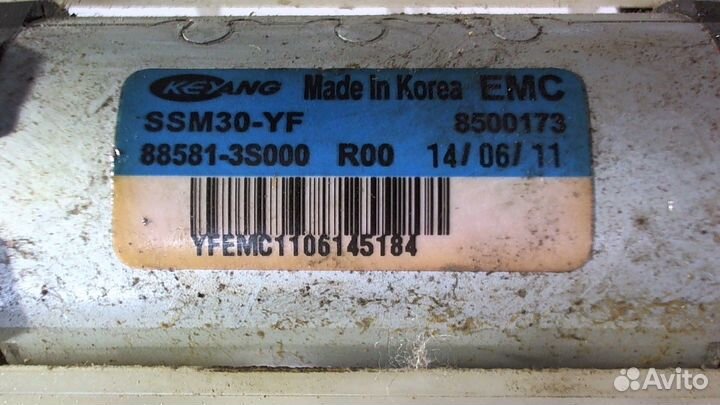 KEYANG Made In Korea EMC
SSM30-YF 8500173
88581-3S000 R00 14/06/11
YFEMC1106145184
Avito